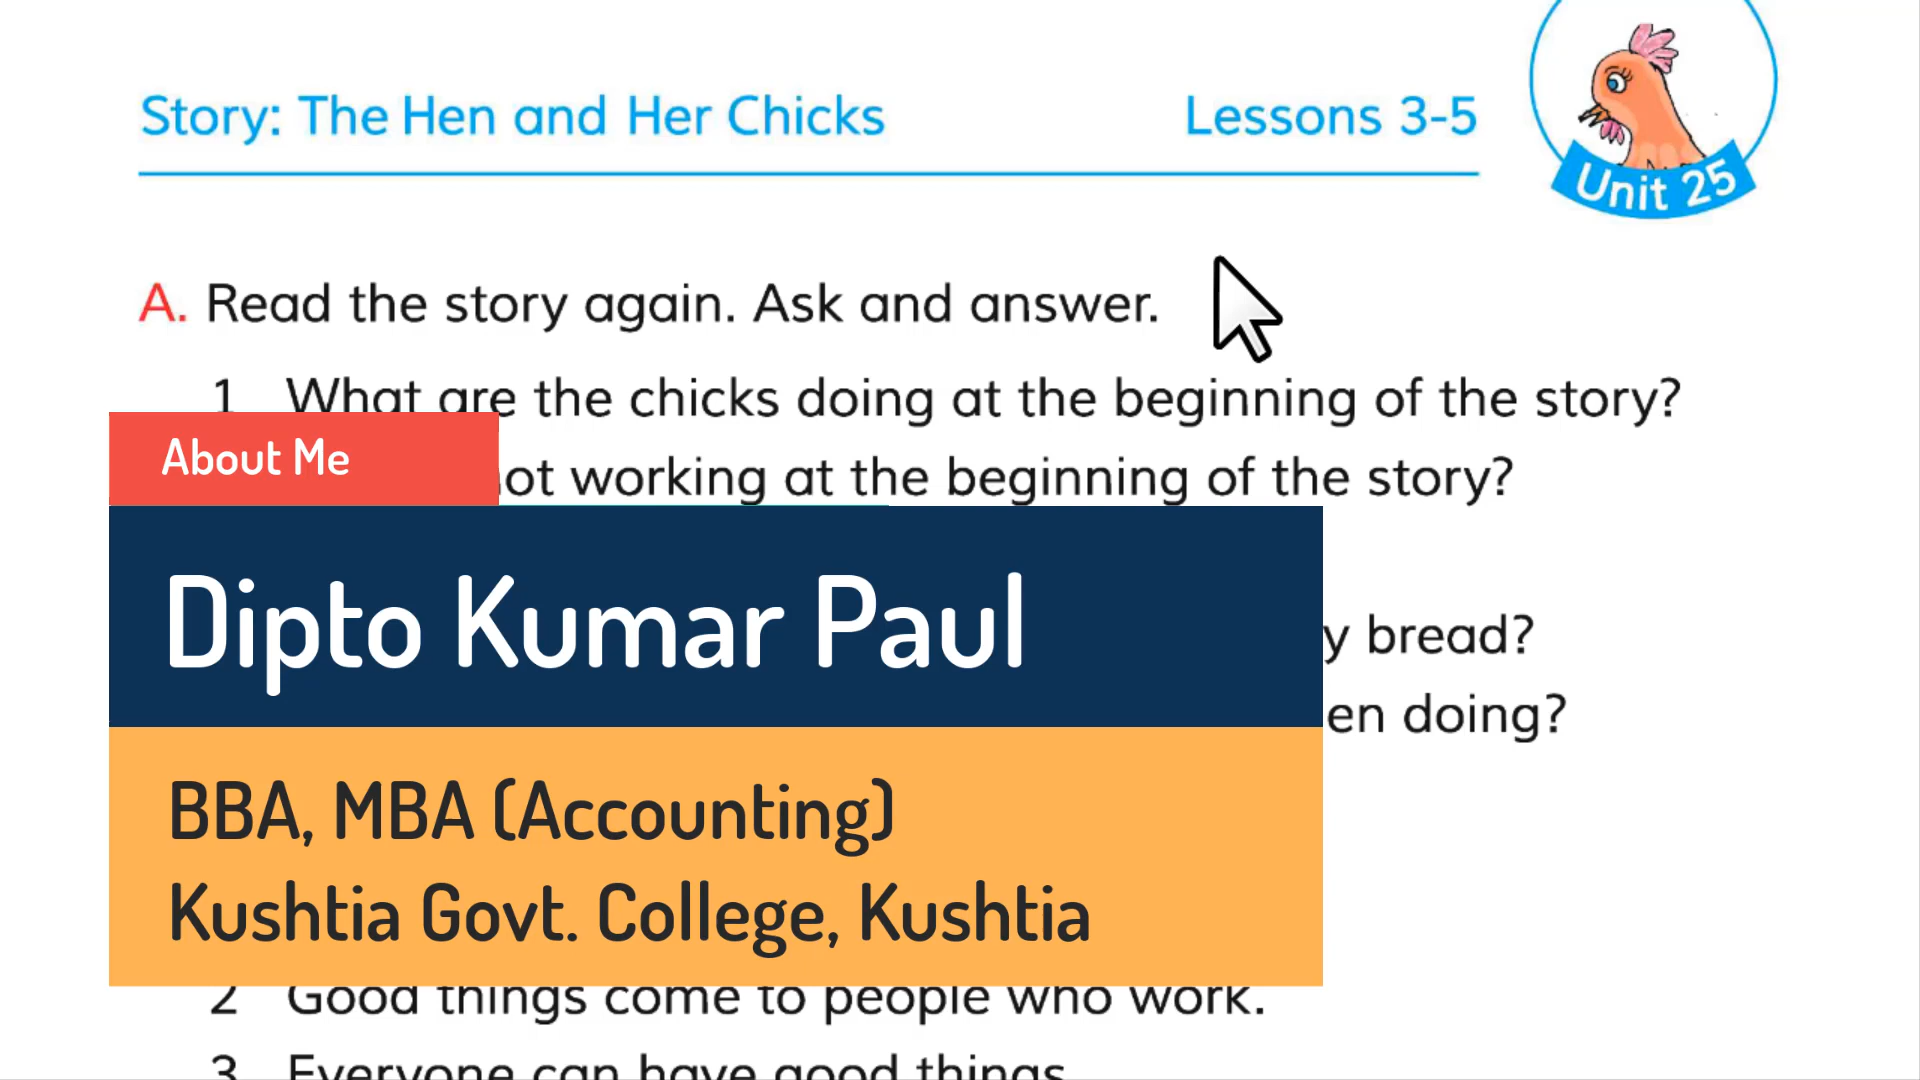 Story: The Hen and Her Chicks
Lessons 3-5
Unit 25
A. Read the story again. Ask and answer.
1 What are the chicks doing at the beginning of the story?
About Me
working at the beginning of the story?
Dipto Kumar Paul
bread?
doing?
BBA, MBA (Accounting)
Kushtia Govt. College, Kushtia
2 Good things come to people who work.
3 Everyone can have good things